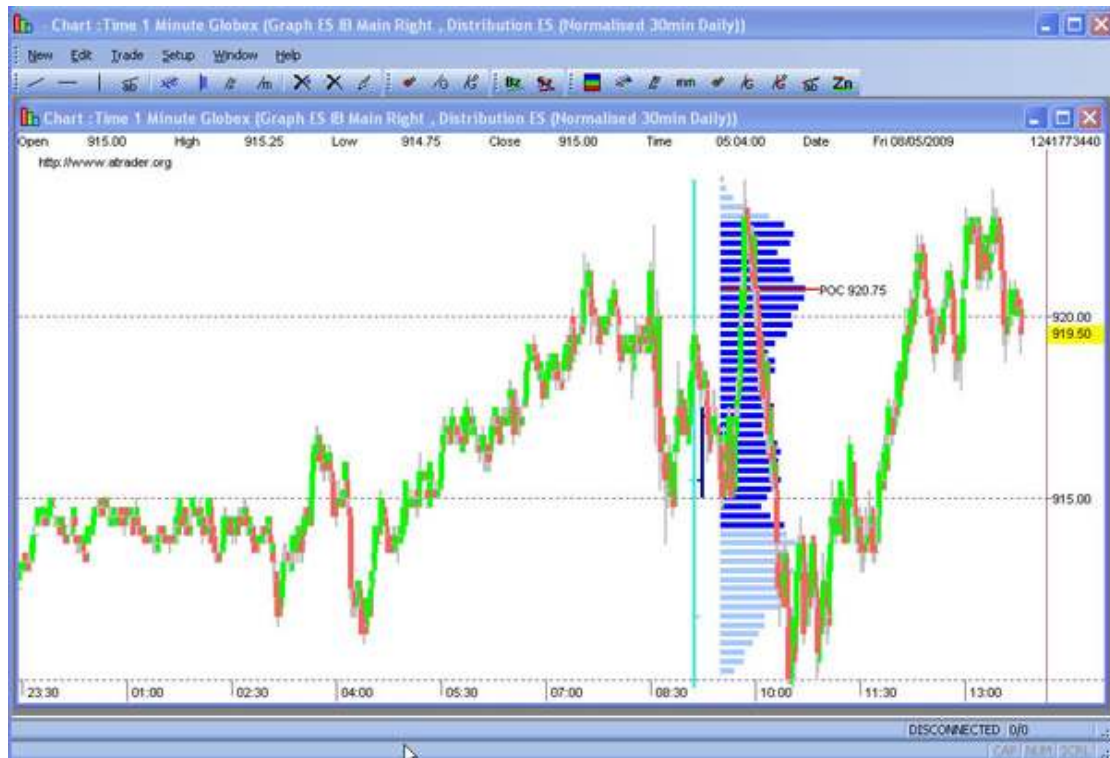 - Chart :Time 1 Minute Globex (Graph ES IB Main Right , Distribution ES (Normalised 30min Daily))
New Edit Trade Setup Window Help
Bz Sz mm Zn
Chart :Time 1 Minute Globex (Graph ES IB Main Right , Distribution ES (Normalised 30min Daily))
Open 915.00 High 915.25 Low 914.75 Close 915.00 Time 05:04:00 Date Fri 08/05/2009 1241773440
http://www.atrader.org
POC 920.75
920.00
919.50
915.00
23:30 01:00 02:30 04:00 05:30 07:00 08:30 10:00 11:30 13:00
DISCONNECTED 0/0
CAP NUM SCRL